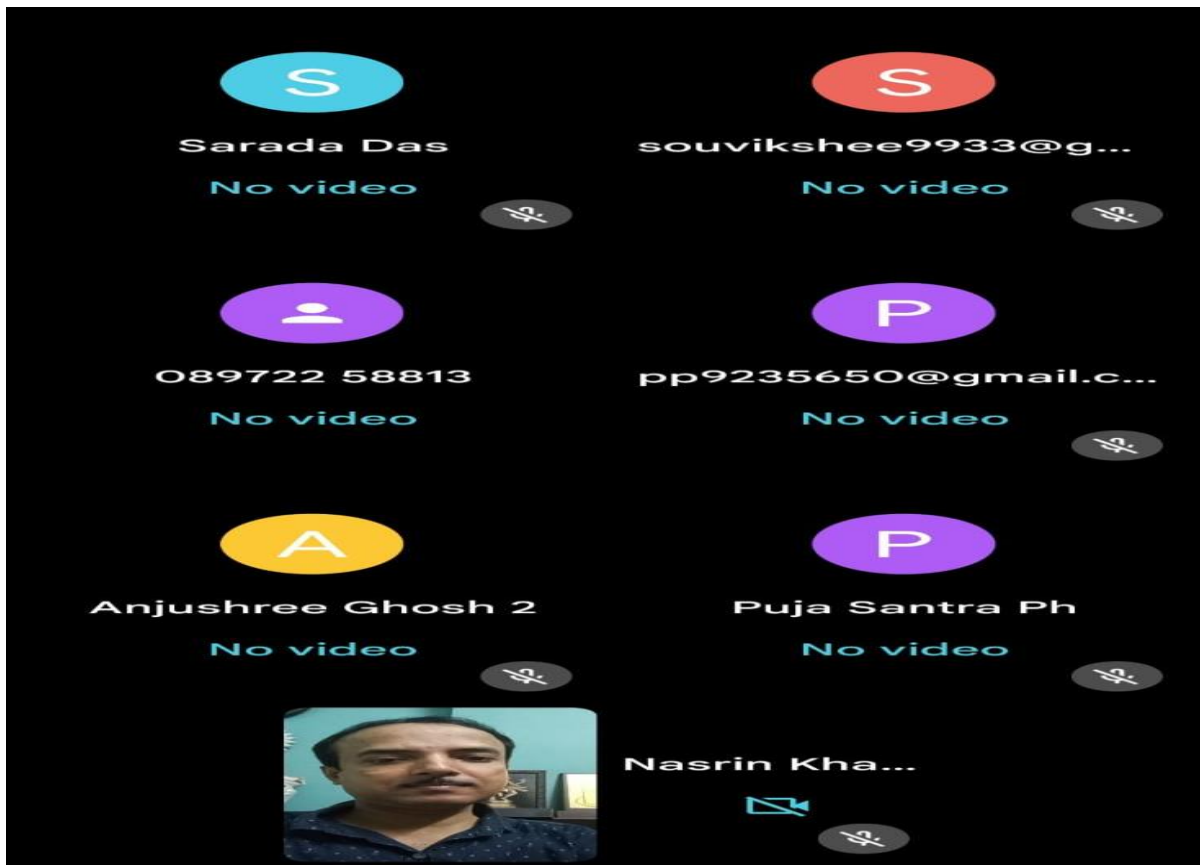 S
Sarada Das
No video
S
souvikshee9933@g...
No video
089722 58813
No video
P
pp9235650@gmail.c...
No video
A
Anjushree Ghosh 2
No video
P
Puja Santra Ph
No video
Nasrin Kha...